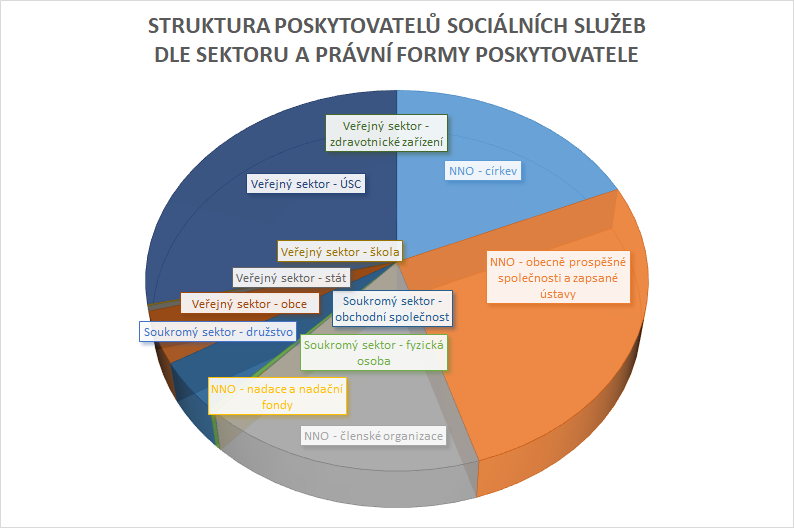 STRUKTURA POSKYTOVATELŮ SOCIÁLNÍCH SLUŽEB
DLE SEKTORU A PRÁVNÍ FORMY POSKYTOVATELE
Veřejný sektor -
zdravotnické zařízení
NNO - církev
Veřejný sektor - ÚSC
Veřejný sektor - škola
NNO - obecně prospěšné
společnosti a zapsané
ústavy
Veřejný sektor - stát
Veřejný sektor - obce
Soukromý sektor -
obchodní společnost
Soukromý sektor - družstvo
Soukromý sektor - fyzická
osoba
NNO - nadace a nadační
fondy
NNO - členské organizace